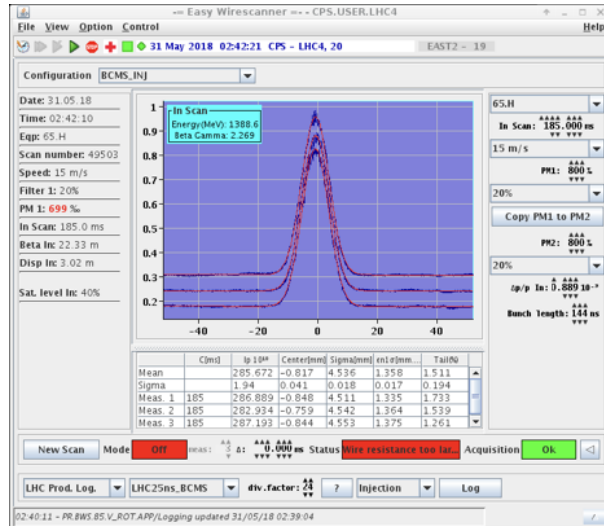 -= Easy Wirescanner =- - CPS.USER.LHC4
File View Option Control Help
STOP 31 May 2018 02:42:21 CPS - LHC4, 20 EAST2 - 19
Configuration BCMS_INJ
Date: 31.05.18
Time: 02:42:10
Eqp: 65.H
Scan number: 49503
Speed: 15 m/s
Filter 1: 20%
PM 1: 699 ‰
In Scan: 185.0 ms
Beta In: 22.33 m
Disp In: 3.02 m
Sat. level In: 40%
In Scan
Energy(MeV): 1388.6
Beta Gamma: 2.269
1
0.9
0.8
0.7
0.6
0.5
0.4
0.3
0.2
-40 -20 0 20 40
65.H
In Scan: 185.000 ms
15 m/s
PM1: 800 ‰
20%
Copy PM1 to PM2
PM2: 800 ‰
20%
Δp/p In: 0.889 10⁻³
Bunch length: 144 ns
C[ms] Ip 10¹⁰ Center[mm] Sigma[mm] εn1σ[mm... Tail(%)
Mean 285.672 -0.817 4.536 1.358 1.511
Sigma 1.94 0.041 0.018 0.017 0.194
Meas. 1 185 286.889 -0.848 4.511 1.335 1.733
Meas. 2 185 282.934 -0.759 4.542 1.364 1.539
Meas. 3 185 287.193 -0.844 4.553 1.375 1.261
New Scan Mode Off meas: 3 Δ: 0.000 ms Status Wire resistance too lar... Acquisition Ok
LHC Prod. Log. LHC25ns_BCMS div.factor: 24 ? Injection Log
02:40:11 - PR.BWS.85.V_ROT.APP/Logging updated 31/05/18 02:39:04